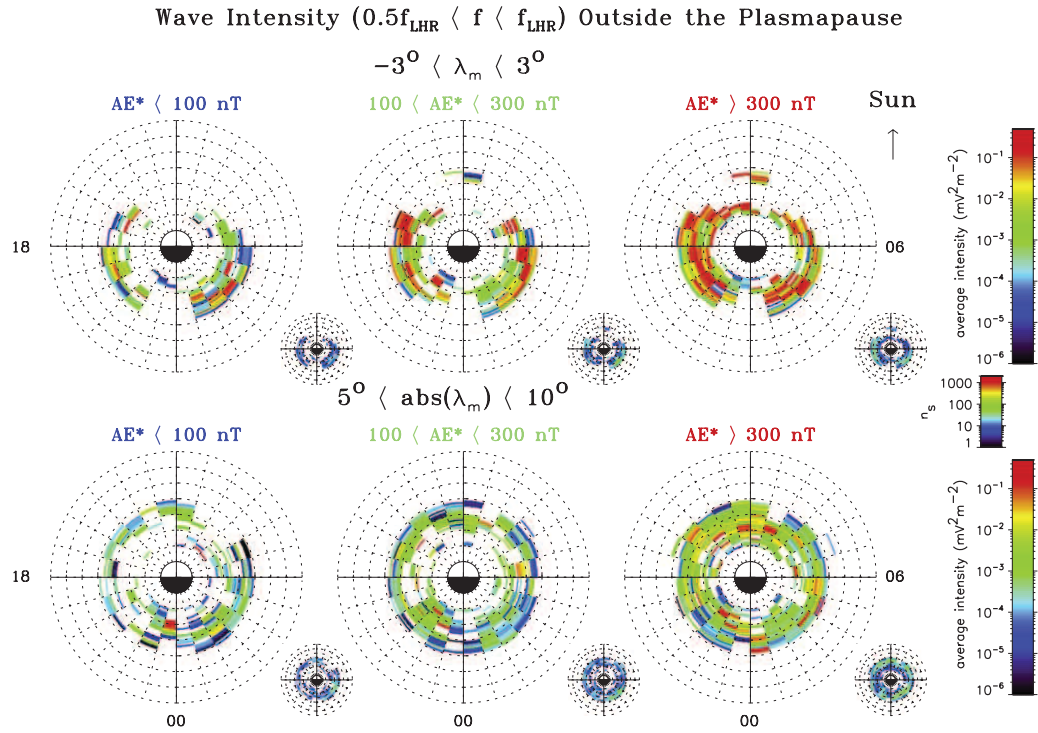 Wave Intensity (0.5f_LHR < f < f_LHR) Outside the Plasmapause
-3° < λ_m < 3°
AE* < 100 nT
100 < AE* < 300 nT
AE* > 300 nT
Sun
↑
18
06
10⁻¹
10⁻²
10⁻³
10⁻⁴
10⁻⁵
10⁻⁶
average intensity (mV²m⁻²)
1000
100
10
1
n_s
5° < abs(λ_m) < 10°
AE* < 100 nT
100 < AE* < 300 nT
AE* > 300 nT
18
06
10⁻¹
10⁻²
10⁻³
10⁻⁴
10⁻⁵
10⁻⁶
average intensity (mV²m⁻²)
00
00
00